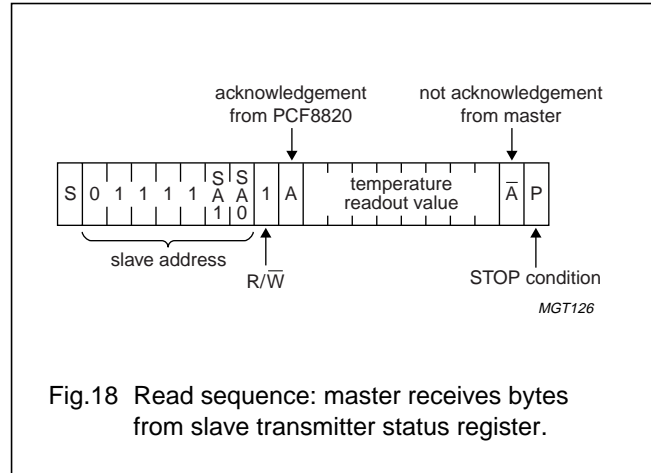 acknowledgement not acknowledgement
from PCF8820 from master
S 0 1 1 1 1 SA1 SA0 1 A temperature readout value A̅ P
slave address
R/W̅
STOP condition
MGT126
Fig.18 Read sequence: master receives bytes
from slave transmitter status register.